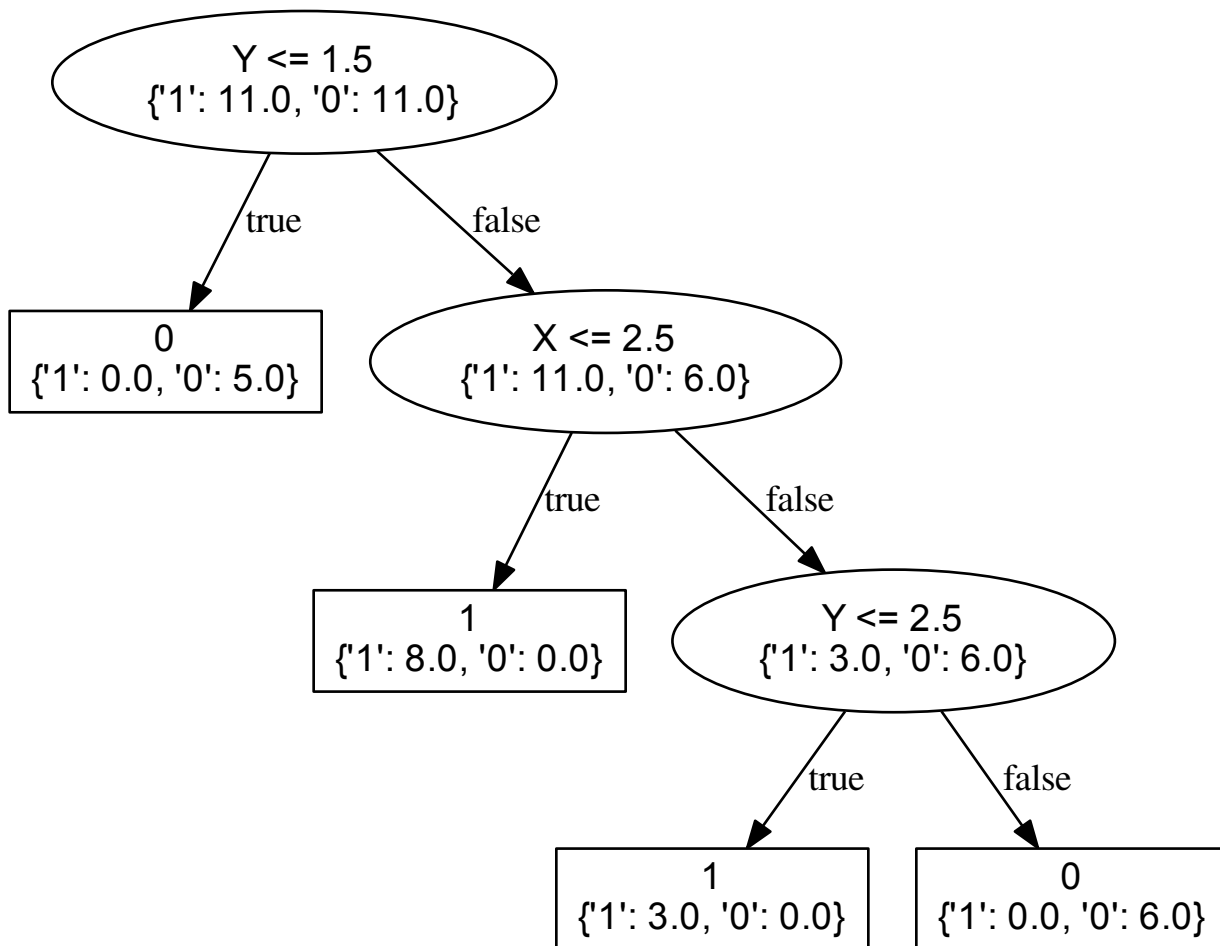 Y <= 1.5
{'1': 11.0, '0': 11.0}
true
false
0
{'1': 0.0, '0': 5.0}
X <= 2.5
{'1': 11.0, '0': 6.0}
true
false
1
{'1': 8.0, '0': 0.0}
Y <= 2.5
{'1': 3.0, '0': 6.0}
true
false
1
{'1': 3.0, '0': 0.0}
0
{'1': 0.0, '0': 6.0}